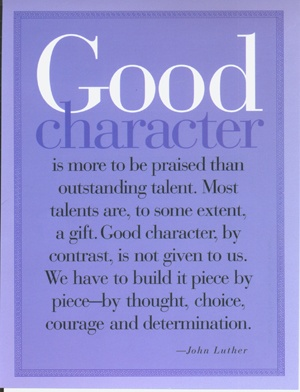 Good
character
is more to be praised than
outstanding talent. Most
talents are, to some extent,
a gift. Good character, by
contrast, is not given to us.
We have to build it piece by
piece—by thought, choice,
courage and determination.
—John Luther